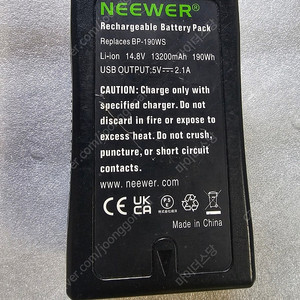 NEEWER®
Rechargeable Battery Pack
Replaces BP-190WS
Li-ion 14.8V 13200mAh 190Wh
USB OUTPUT:5V⎓2.1A
CAUTION: Charge only with
specified charger. Do not
discard in fire or expose to
excess heat. Do not crush,
puncture, or short circuit
contacts.
www.neewer.com
CE UKCA
Made in China